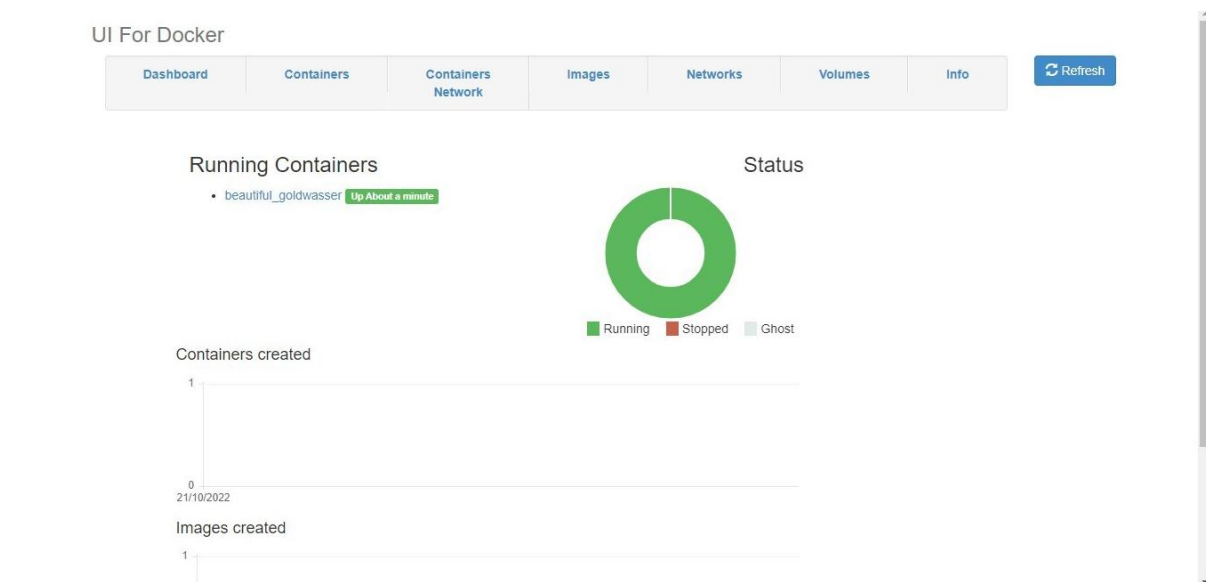 UI For Docker
Dashboard Containers Containers Network Images Networks Volumes Info Refresh
Running Containers
beautiful_goldwasser Up About a minute
Status
Running Stopped Ghost
Containers created
1
0
21/10/2022
Images created
1